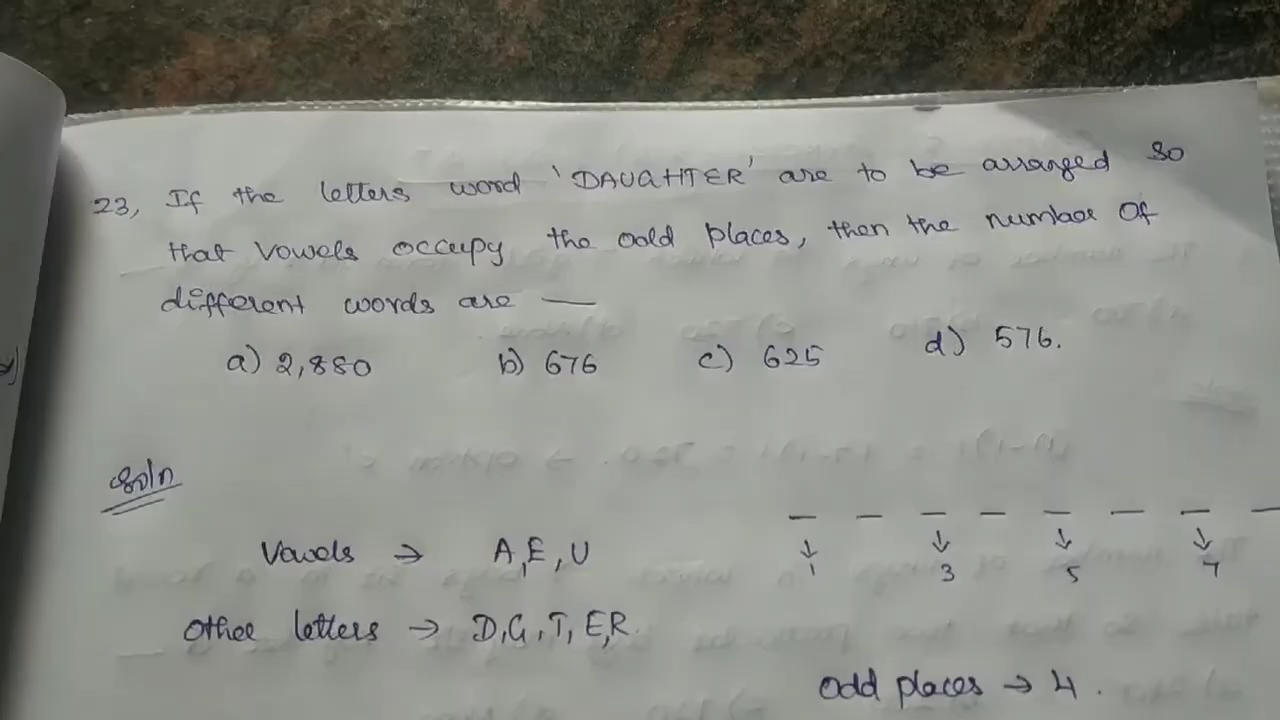 23, If the letters word 'DAUGHTER' are to be arranged so
that vowels occupy the odd places, then the number of
different words are —
a) 2,880 b) 676 c) 625 d) 576.
Soln
Vowels → A,E,U
Other letters → D,G,T,E,R.
↓ ↓ ↓ ↓
1 3 5 7
odd places → 4.